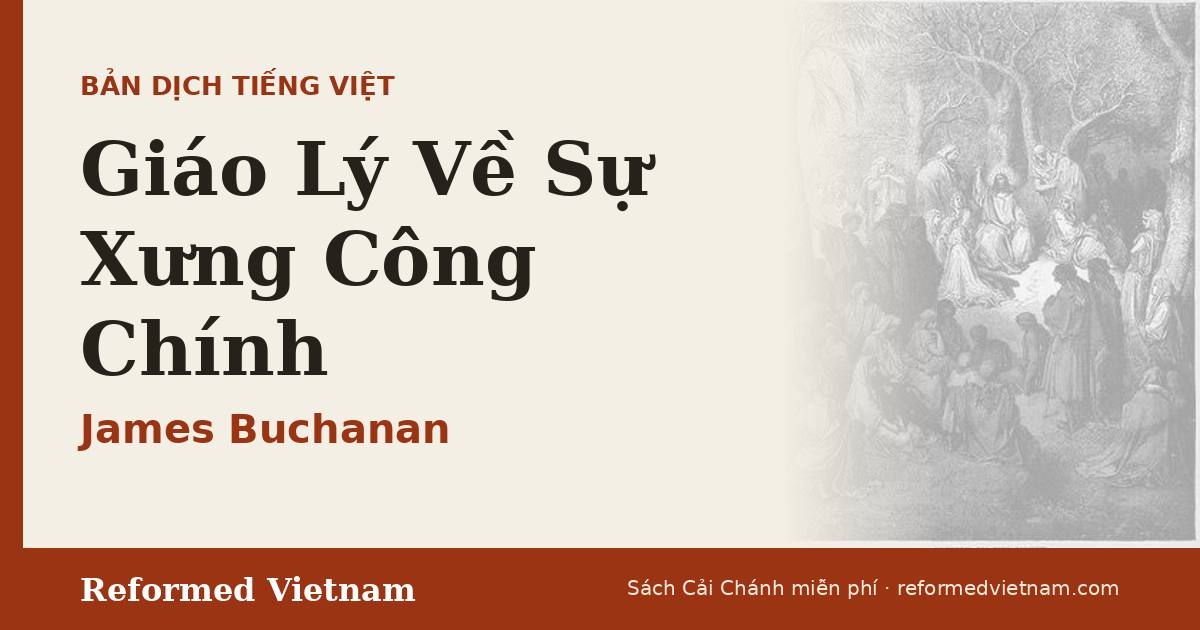 BẢN DỊCH TIẾNG VIỆT
Giáo Lý Về Sự
Xưng Công
Chính
James Buchanan
Reformed Vietnam
Sách Cải Chánh miễn phí · reformedvietnam.com